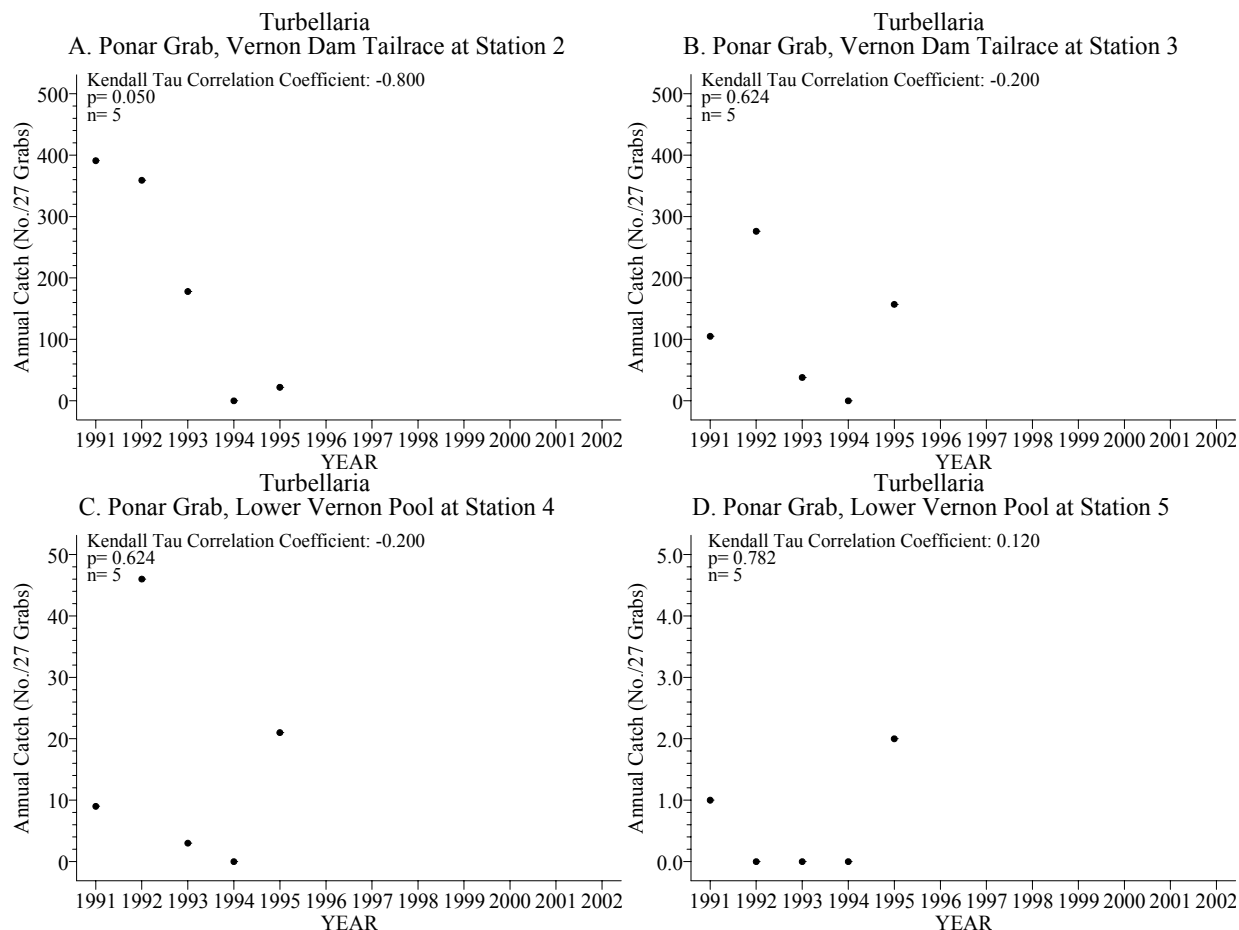 Turbellaria
A. Ponar Grab, Vernon Dam Tailrace at Station 2
Kendall Tau Correlation Coefficient: -0.800
p= 0.050
n= 5
Annual Catch (No./27 Grabs)
500
400
300
200
100
0
1991 1992 1993 1994 1995 1996 1997 1998 1999 2000 2001 2002
YEAR
Turbellaria
B. Ponar Grab, Vernon Dam Tailrace at Station 3
Kendall Tau Correlation Coefficient: -0.200
p= 0.624
n= 5
Annual Catch (No./27 Grabs)
500
400
300
200
100
0
1991 1992 1993 1994 1995 1996 1997 1998 1999 2000 2001 2002
YEAR
Turbellaria
C. Ponar Grab, Lower Vernon Pool at Station 4
Kendall Tau Correlation Coefficient: -0.200
p= 0.624
n= 5
Annual Catch (No./27 Grabs)
50
40
30
20
10
0
1991 1992 1993 1994 1995 1996 1997 1998 1999 2000 2001 2002
YEAR
Turbellaria
D. Ponar Grab, Lower Vernon Pool at Station 5
Kendall Tau Correlation Coefficient: 0.120
p= 0.782
n= 5
Annual Catch (No./27 Grabs)
5.0
4.0
3.0
2.0
1.0
0.0
1991 1992 1993 1994 1995 1996 1997 1998 1999 2000 2001 2002
YEAR